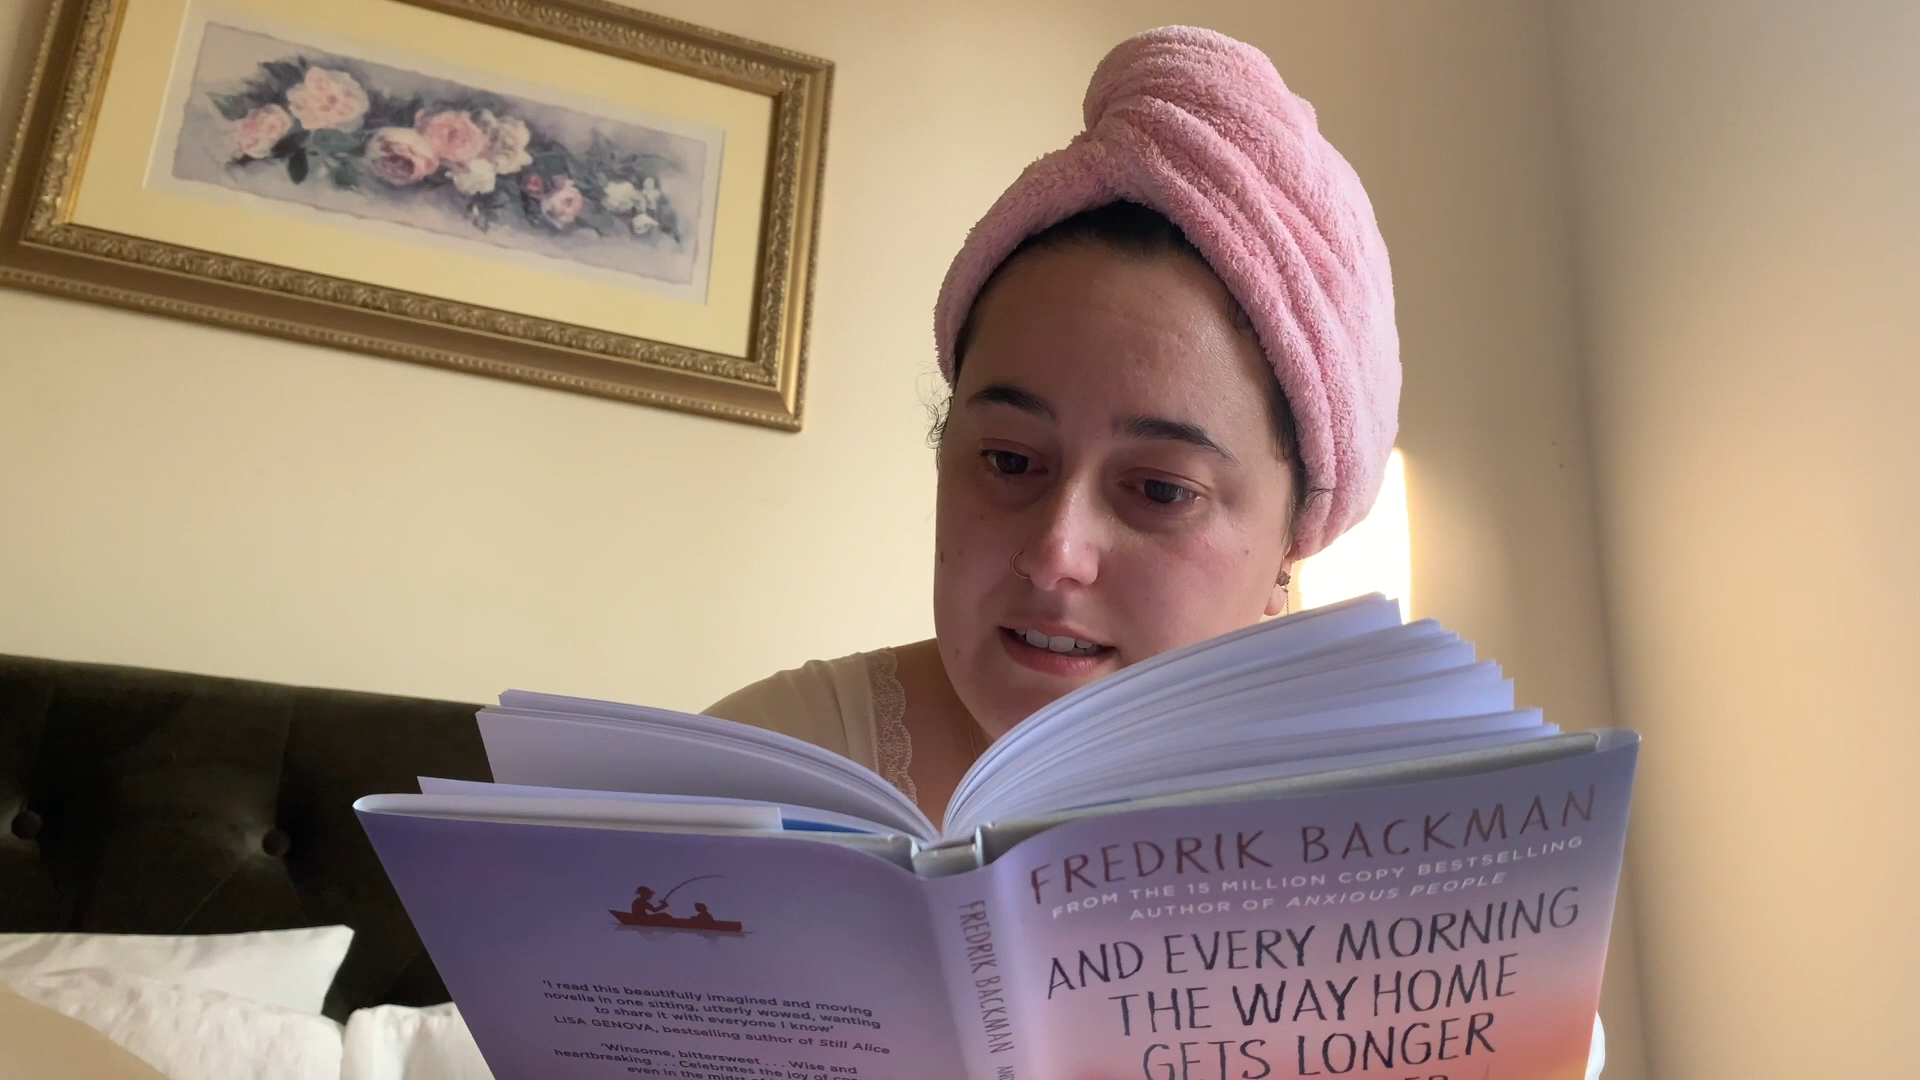 'I read this beautifully imagined and moving
novella in one sitting, utterly wowed, wanting
to share it with everyone I know'
LISA GENOVA, bestselling author of Still Alice
'Winsome, bittersweet . . . Wise and
heartbreaking . . . Celebrates the joy of
even in the
FREDRIK BACKMAN
FREDRIK BACKMAN
FROM THE 15 MILLION COPY BESTSELLING
AUTHOR OF ANXIOUS PEOPLE
AND EVERY MORNING
THE WAY HOME
GETS LONGER